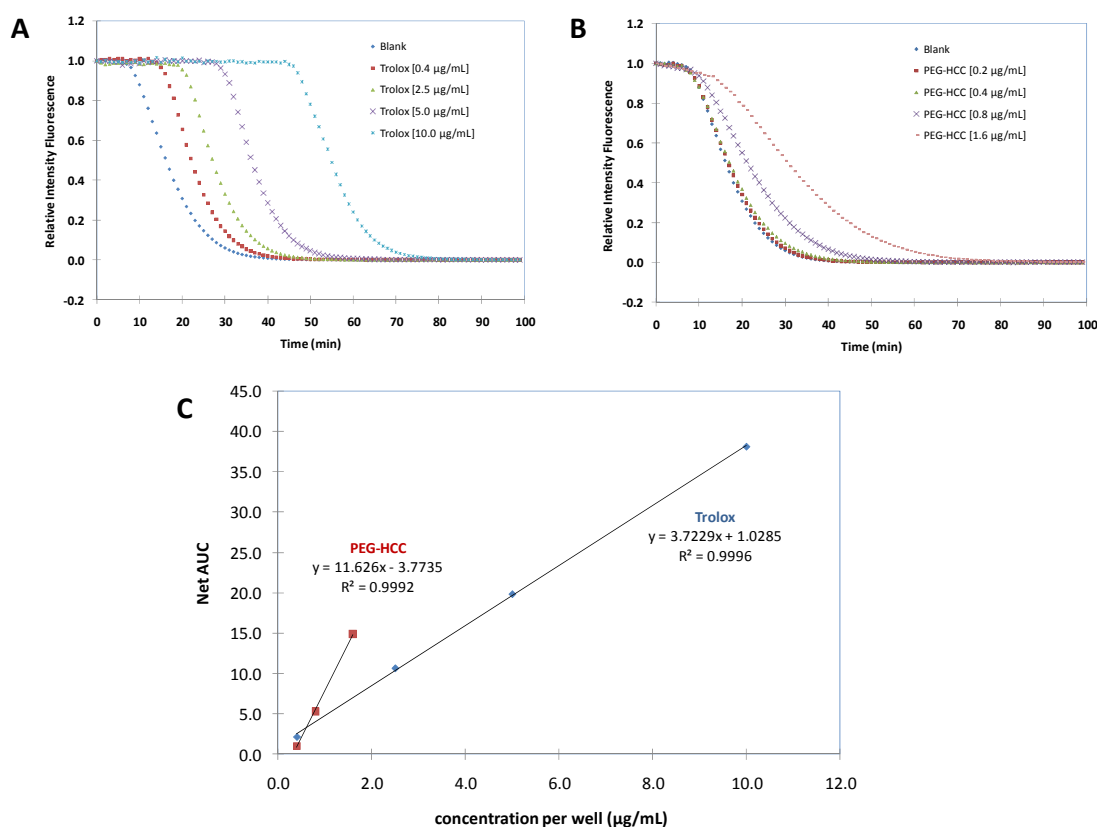 A
1.2
1.0
0.8
0.6
0.4
0.2
0.0
-0.2
Relative Intensity Fluorescence
0 10 20 30 40 50 60 70 80 90 100
Time (min)
Blank
Trolox [0.4 µg/mL]
Trolox [2.5 µg/mL]
Trolox [5.0 µg/mL]
Trolox [10.0 µg/mL]
B
1.2
1.0
0.8
0.6
0.4
0.2
0.0
-0.2
Relative Intensity Fluorescence
0 10 20 30 40 50 60 70 80 90 100
Time (min)
Blank
PEG-HCC [0.2 µg/mL]
PEG-HCC [0.4 µg/mL]
PEG-HCC [0.8 µg/mL]
PEG-HCC [1.6 µg/mL]
C
45.0
40.0
35.0
30.0
25.0
20.0
15.0
10.0
5.0
0.0
Net AUC
PEG-HCC
y = 11.626x - 3.7735
R² = 0.9992
Trolox
y = 3.7229x + 1.0285
R² = 0.9996
0.0 2.0 4.0 6.0 8.0 10.0 12.0
concentration per well (µg/mL)